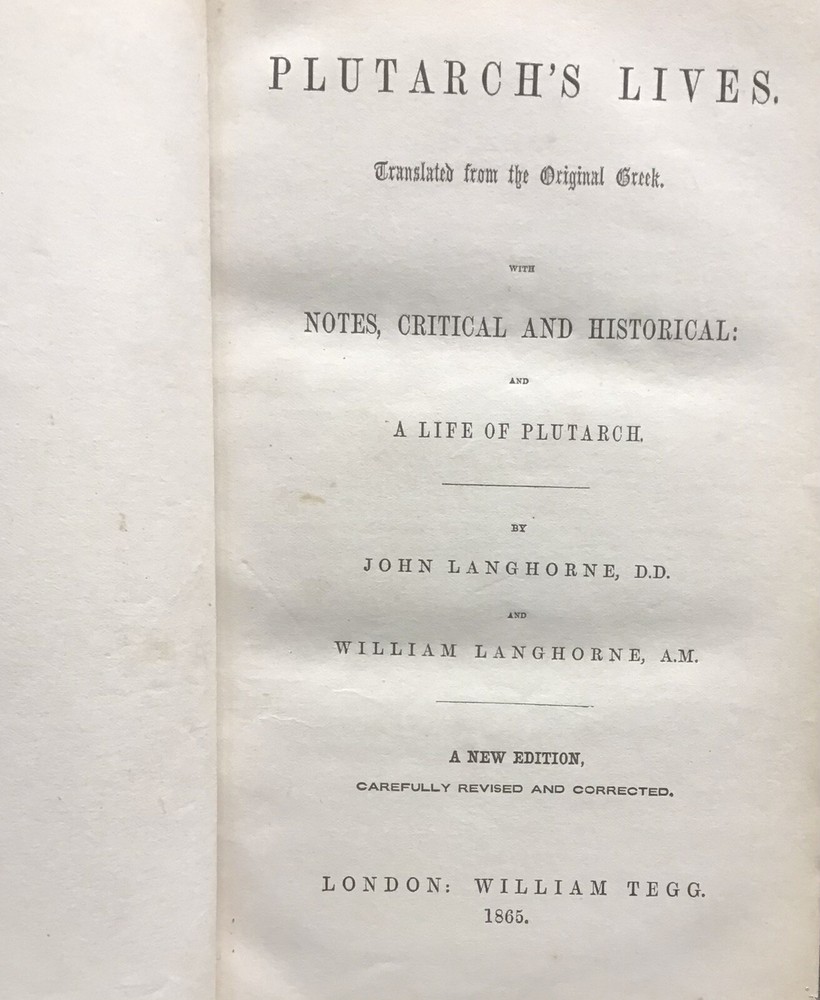 PLUTARCH'S LIVES.
Translated from the Original Greek.
WITH
NOTES, CRITICAL AND HISTORICAL:
AND
A LIFE OF PLUTARCH.
BY
JOHN LANGHORNE, D.D.
AND
WILLIAM LANGHORNE, A.M.
A NEW EDITION,
CAREFULLY REVISED AND CORRECTED.
LONDON: WILLIAM TEGG.
1865.